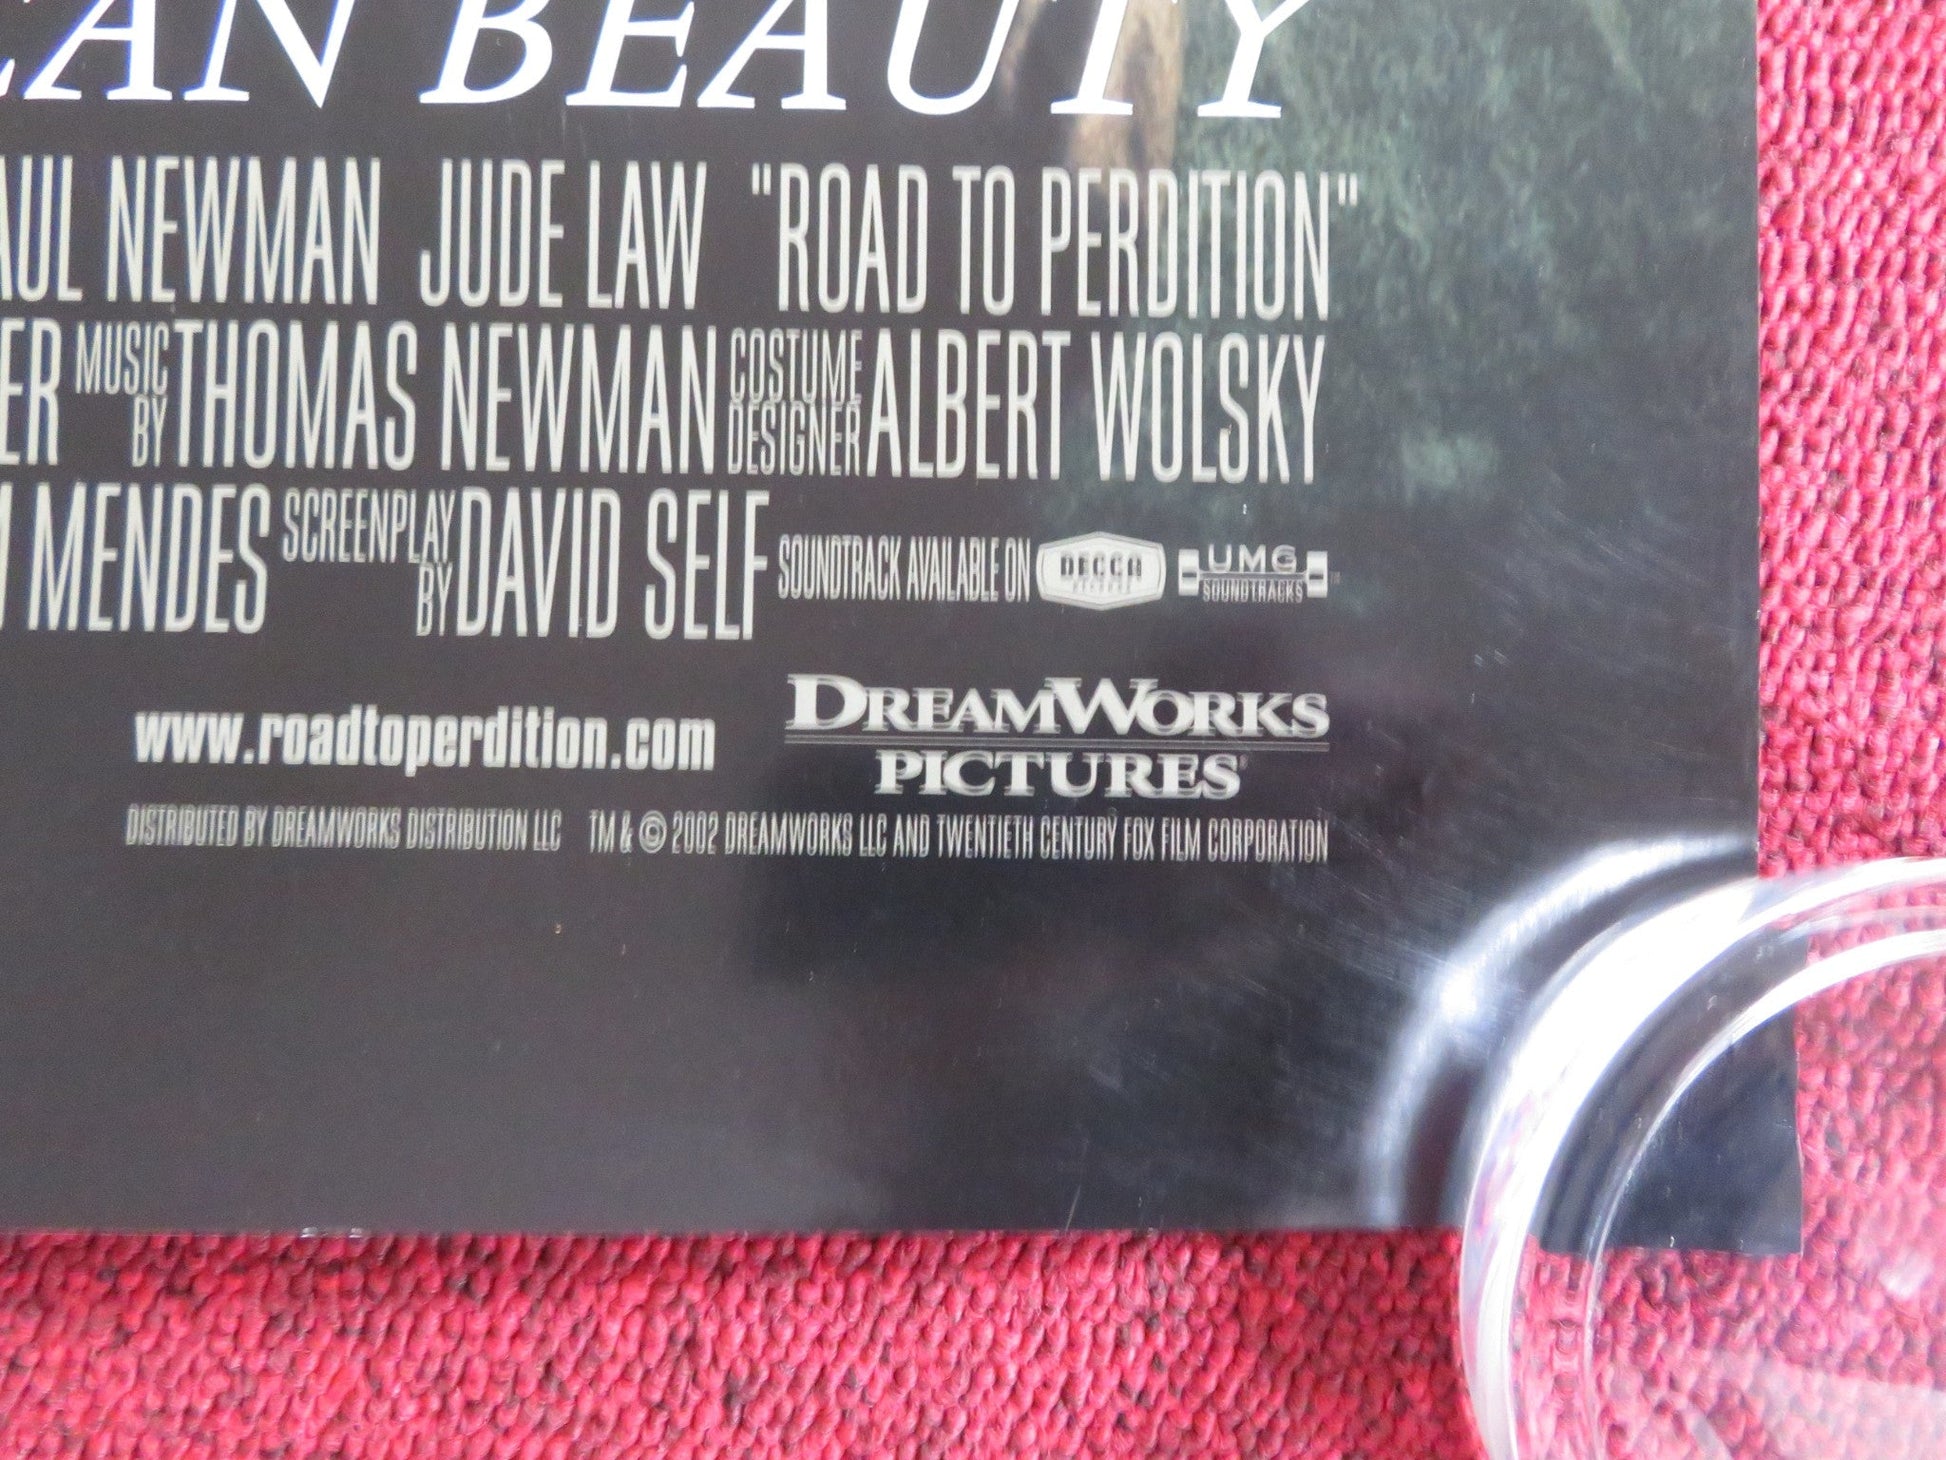 CAN BEAUTY
AUL NEWMAN JUDE LAW "ROAD TO PERDITION"
ER MUSIC BY THOMAS NEWMAN COSTUME DESIGNER ALBERT WOLSKY
M MENDES SCREENPLAY BY DAVID SELF SOUNDTRACK AVAILABLE ON DECCA UMG SOUNDTRACKS
www.roadtoperdition.com DREAMWORKS PICTURES
DISTRIBUTED BY DREAMWORKS DISTRIBUTION LLC TM & © 2002 DREAMWORKS LLC AND TWENTIETH CENTURY FOX FILM CORPORATION